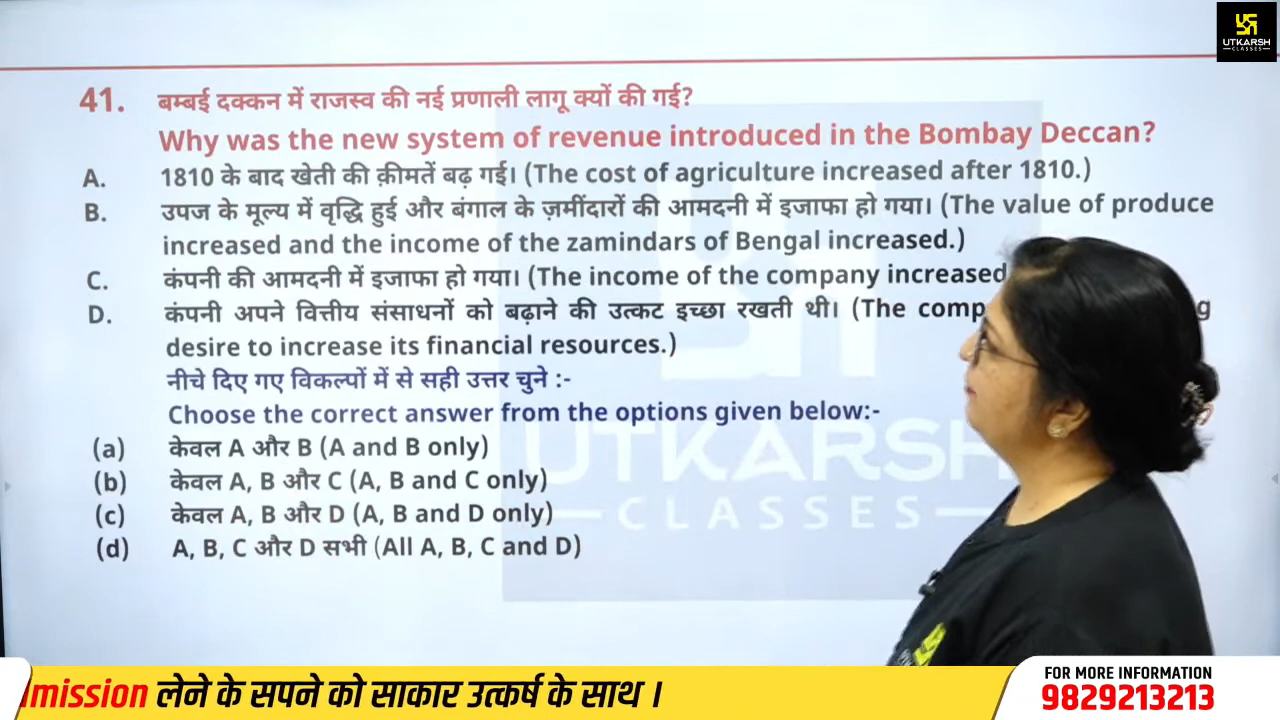 UTKARSH
CLASSES
41. बम्बई दक्कन में राजस्व की नई प्रणाली लागू क्यों की गई?
Why was the new system of revenue introduced in the Bombay Deccan?
A. 1810 के बाद खेती की क़ीमतें बढ़ गई। (The cost of agriculture increased after 1810.)
B. उपज के मूल्य में वृद्धि हुई और बंगाल के ज़मींदारों की आमदनी में इजाफा हो गया। (The value of produce
increased and the income of the zamindars of Bengal increased.)
C. कंपनी की आमदनी में इजाफा हो गया। (The income of the company increased
D. कंपनी अपने वित्तीय संसाधनों को बढ़ाने की उत्कट इच्छा रखती थी। (The
desire to increase its financial resources.)
नीचे दिए गए विकल्पों में से सही उत्तर चुने :-
Choose the correct answer from the options given below:-
(a) केवल A और B (A and B only)
(b) केवल A, B और C (A, B and C only)
(c) केवल A, B और D (A, B and D only)
(d) A, B, C और D सभी (All A, B, C and D)
UTKARSH
CLASSES
लेने के सपने को साकार उत्कर्ष के साथ ।
FOR MORE INFORMATION
9829213213